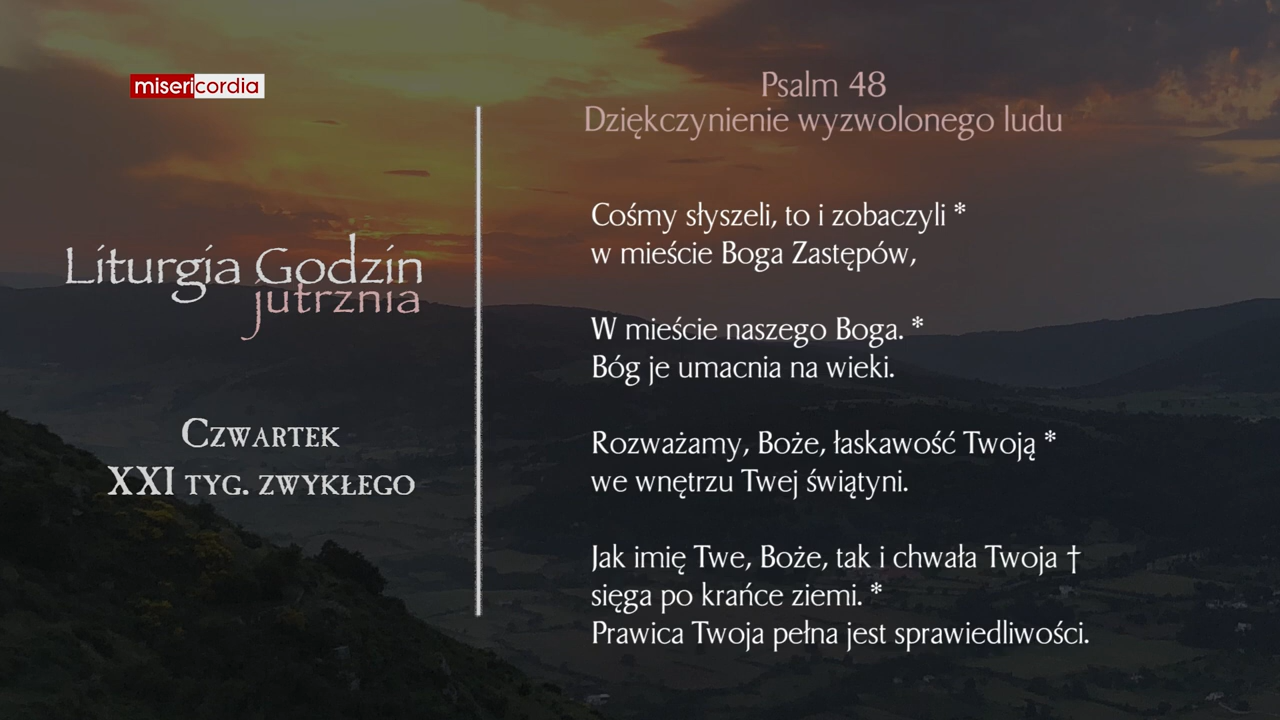 misericordia
Liturgia Godzin
jutrznia
Czwartek
XXI tyg. zwykłego
Psalm 48
Dziękczynienie wyzwolonego ludu
Cośmy słyszeli, to i zobaczyli *
w mieście Boga Zastępów,
W mieście naszego Boga. *
Bóg je umacnia na wieki.
Rozważamy, Boże, łaskawość Twoją *
we wnętrzu Twej świątyni.
Jak imię Twe, Boże, tak i chwała Twoja †
sięga po krańce ziemi. *
Prawica Twoja pełna jest sprawiedliwości.